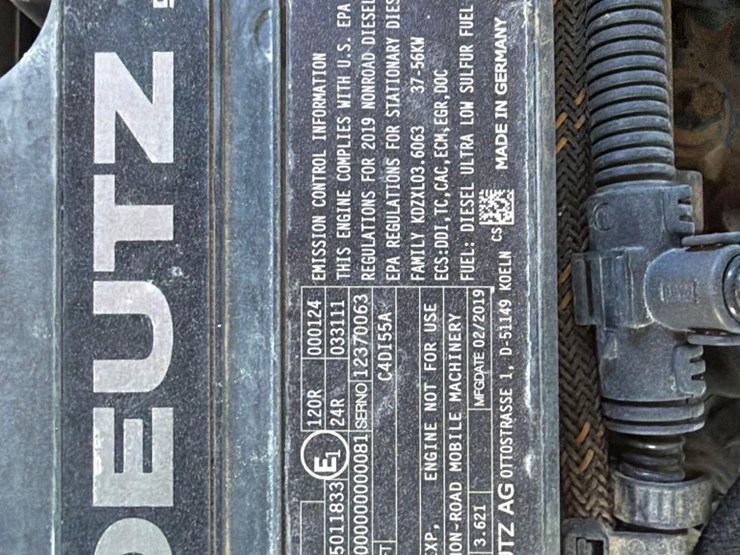 DEUTZ
5011833 E1 120R 000124
24R 033111
000000000000081 SERNO 12370063
C4DI55A
EXP, ENGINE NOT FOR USE
ON-ROAD MOBILE MACHINERY
3.621 MFGDATE 02/2019
TZ AG OTTOSTRASSE 1, D-51149 KOELN CS MADE IN GERMANY
EMISSION CONTROL INFORMATION
THIS ENGINE COMPLIES WITH U.S. EPA
REGULATIONS FOR 2019 NONROAD DIESEL
EPA REGULATIONS FOR STATIONARY DIES
FAMILY KDZXL03.6063 37-56KW
ECS:DDI,TC,CAC,ECM,EGR,DOC
FUEL: DIESEL ULTRA LOW SULFUR FUEL